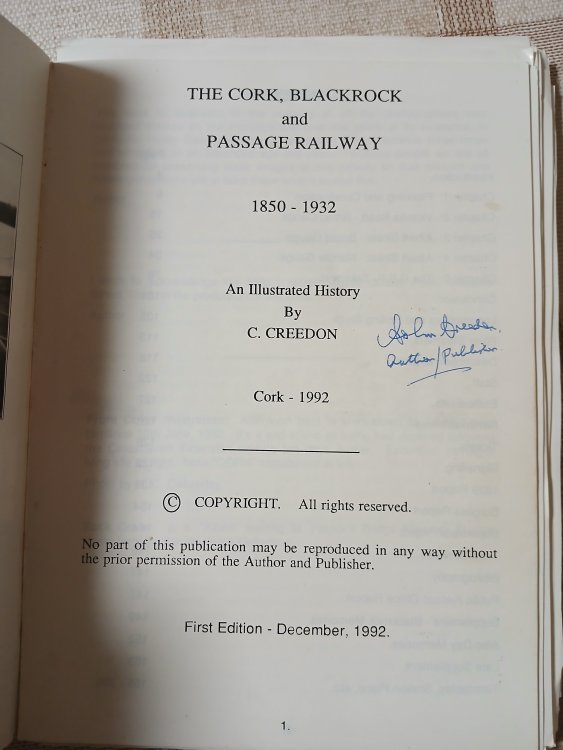 THE CORK, BLACKROCK
and
PASSAGE RAILWAY
1850 - 1932
An Illustrated History
By
C. CREEDON
Creedon.
Author/Publisher
Cork - 1992
© COPYRIGHT. All rights reserved.
No part of this publication may be reproduced in any way without
the prior permission of the Author and Publisher.
First Edition - December, 1992.
1.